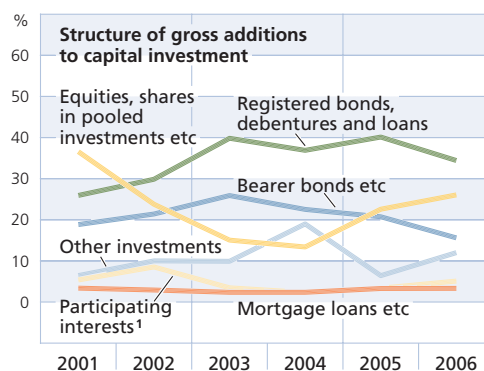 %
Structure of gross additions
to capital investment
60
50
Equities, shares
in pooled
investments etc
Registered bonds,
debentures and loans
40
30
Bearer bonds etc
20
Other investments
10
0
Participating
interests¹
Mortgage loans etc
2001 2002 2003 2004 2005 2006